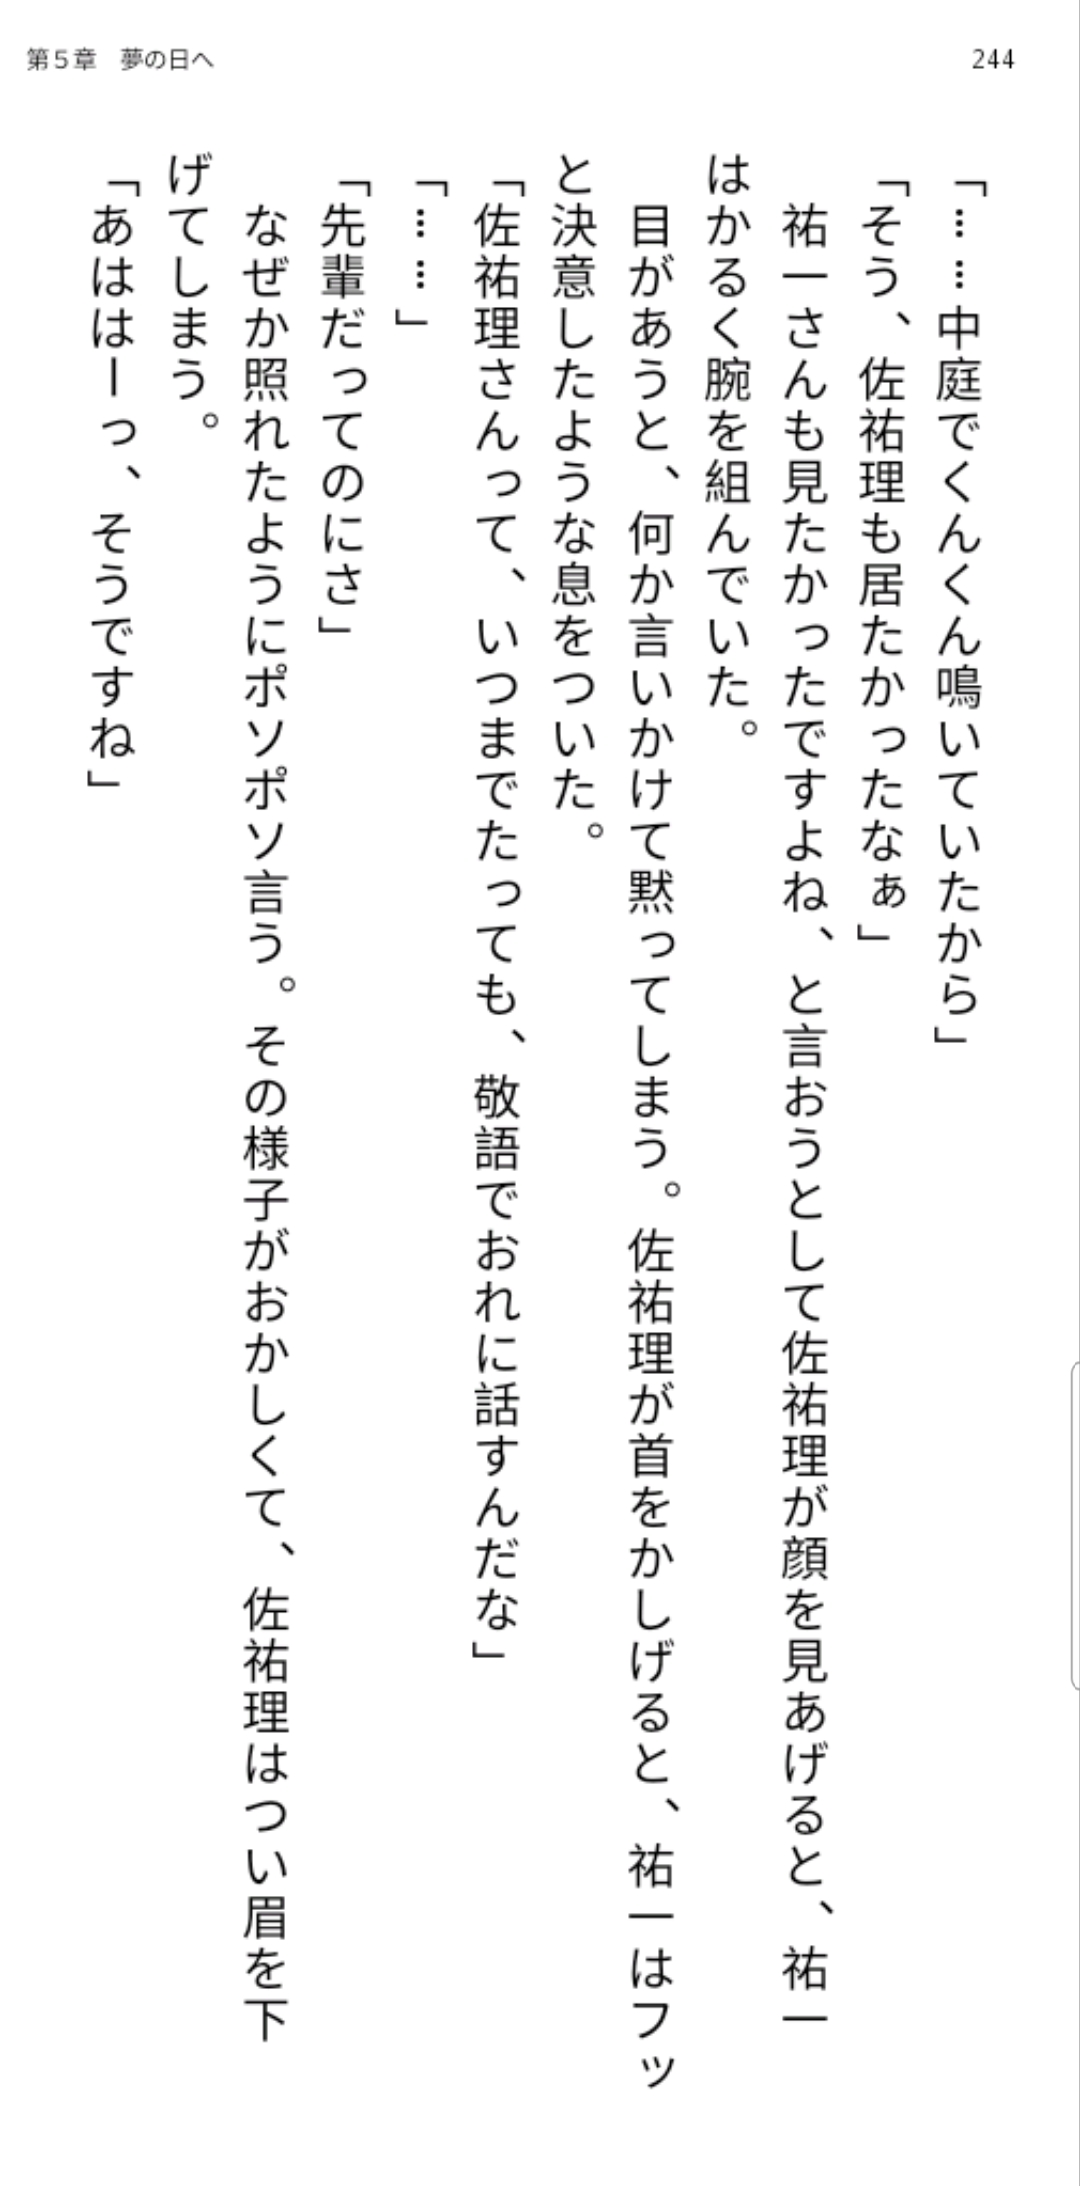 第5章　夢の日へ
244
「……中庭でくんくん鳴いていたから」
「そう、佐祐理も居たかったなぁ」
　祐一さんも見たかったですよね、と言おうとして佐祐理が顔を見あげると、祐一
はかるく腕を組んでいた。
　目があうと、何か言いかけて黙ってしまう。佐祐理が首をかしげると、祐一はフッ
と決意したような息をついた。
「佐祐理さんって、いつまでたっても、敬語でおれに話すんだな」
「……」
「先輩だってのにさ」
　なぜか照れたようにポソポソ言う。その様子がおかしくて、佐祐理はつい眉を下
げてしまう。
「あははーっ、そうですね」